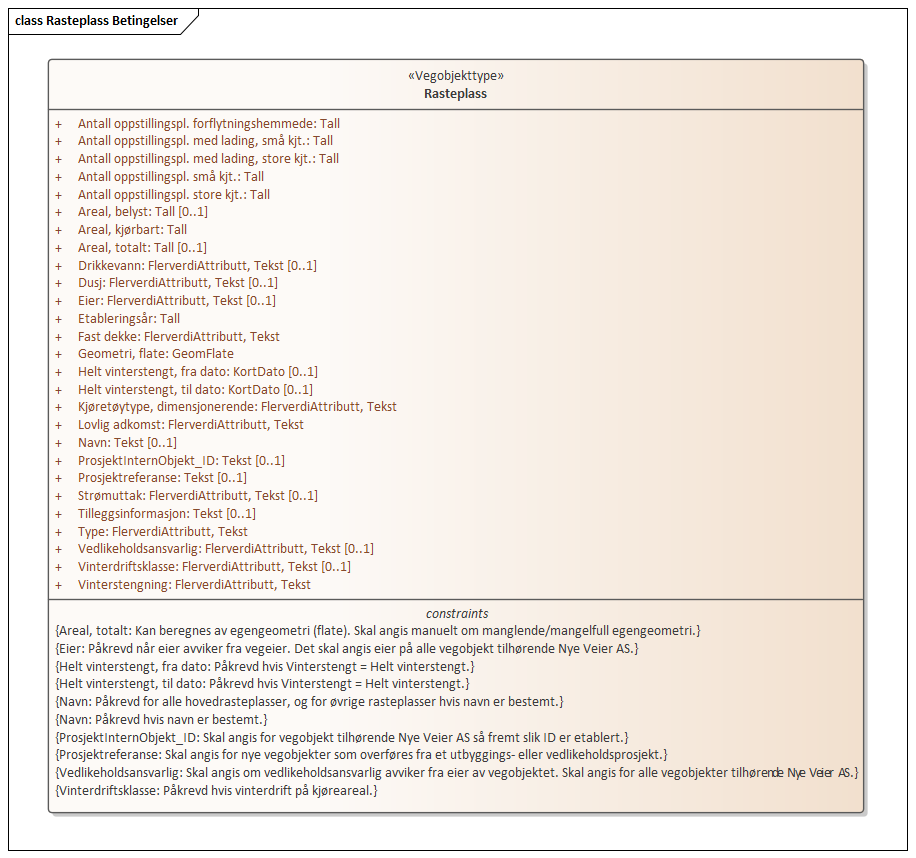 class Rasteplass Betingelser
«Vegobjekttype»
Rasteplass
+ Antall oppstillingspl. forflytningshemmede: Tall
+ Antall oppstillingspl. med lading, små kjt.: Tall
+ Antall oppstillingspl. med lading, store kjt.: Tall
+ Antall oppstillingspl. små kjt.: Tall
+ Antall oppstillingspl. store kjt.: Tall
+ Areal, belyst: Tall [0..1]
+ Areal, kjørbart: Tall
+ Areal, totalt: Tall [0..1]
+ Drikkevann: FlerverdiAttributt, Tekst [0..1]
+ Dusj: FlerverdiAttributt, Tekst [0..1]
+ Eier: FlerverdiAttributt, Tekst [0..1]
+ Etableringsår: Tall
+ Fast dekke: FlerverdiAttributt, Tekst
+ Geometri, flate: GeomFlate
+ Helt vinterstengt, fra dato: KortDato [0..1]
+ Helt vinterstengt, til dato: KortDato [0..1]
+ Kjøretøytype, dimensjonerende: FlerverdiAttributt, Tekst
+ Lovlig adkomst: FlerverdiAttributt, Tekst
+ Navn: Tekst [0..1]
+ ProsjektInternObjekt_ID: Tekst [0..1]
+ Prosjektreferanse: Tekst [0..1]
+ Strømuttak: FlerverdiAttributt, Tekst [0..1]
+ Tilleggsinformasjon: Tekst [0..1]
+ Type: FlerverdiAttributt, Tekst
+ Vedlikeholdsansvarlig: FlerverdiAttributt, Tekst [0..1]
+ Vinterdriftsklasse: FlerverdiAttributt, Tekst [0..1]
+ Vinterstengning: FlerverdiAttributt, Tekst
constraints
{Areal, totalt: Kan beregnes av egengeometri (flate). Skal angis manuelt om manglende/mangelfull egengeometri.}
{Eier: Påkrevd når eier avviker fra vegeier. Det skal angis eier på alle vegobjekt tilhørende Nye Veier AS.}
{Helt vinterstengt, fra dato: Påkrevd hvis Vinterstengt = Helt vinterstengt.}
{Helt vinterstengt, til dato: Påkrevd hvis Vinterstengt = Helt vinterstengt.}
{Navn: Påkrevd for alle hovedrasteplasser, og for øvrige rasteplasser hvis navn er bestemt.}
{Navn: Påkrevd hvis navn er bestemt.}
{ProsjektInternObjekt_ID: Skal angis for vegobjekt tilhørende Nye Veier AS så fremt slik ID er etablert.}
{Prosjektreferanse: Skal angis for nye vegobjekter som overføres fra et utbyggings- eller vedlikeholdsprosjekt.}
{Vedlikeholdsansvarlig: Skal angis om vedlikeholdsansvarlig avviker fra eier av vegobjektet. Skal angis for alle vegobjekter tilhørende Nye Veier AS.}
{Vinterdriftsklasse: Påkrevd hvis vinterdrift på kjøreareal.}